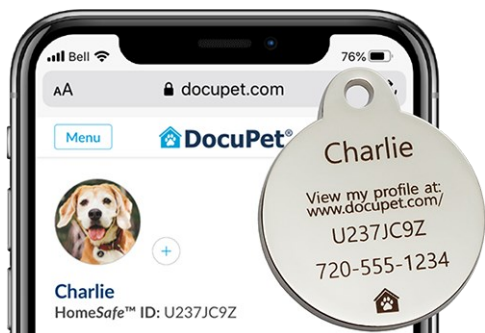 Bell
76%
AA
docupet.com
Menu
DocuPet®
Charlie
HomeSafe™ ID: U237JC9Z
Charlie
View my profile at:
www.docupet.com/
U237JC9Z
720-555-1234